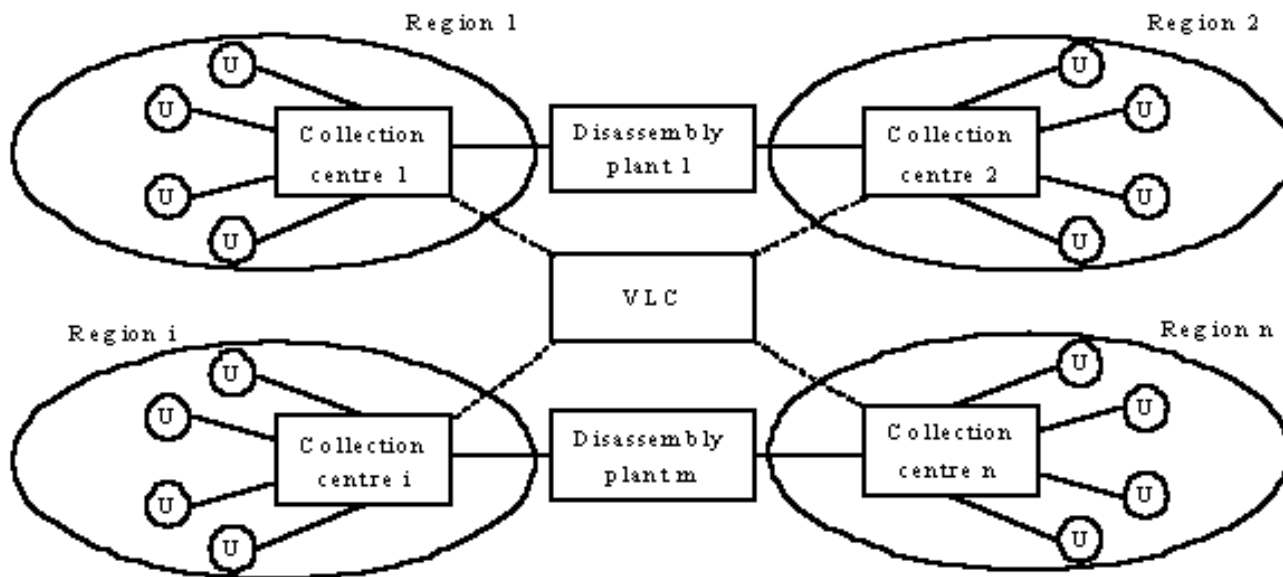 Region 1
Region 2
U
U
U
U
Collection
centre 1
Disassembly
plant 1
Collection
centre 2
U
U
U
U
VLC
Region i
Region n
U
U
U
U
Collection
centre i
Disassembly
plant m
Collection
centre n
U
U
U
U